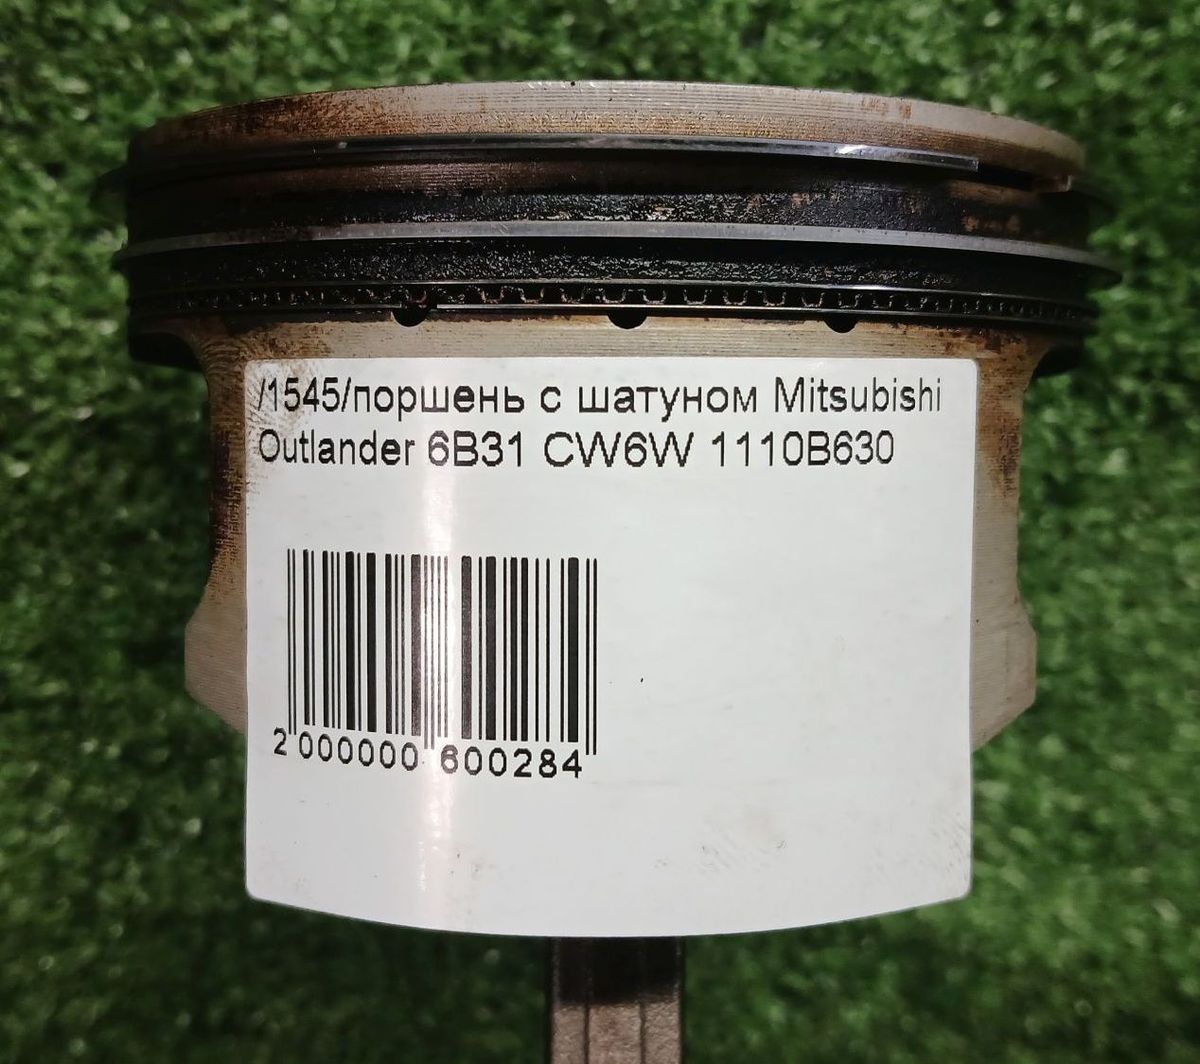 /1545/поршень с шатуном Mitsubishi
Outlander 6B31 CW6W 1110B630
2 000000 600284